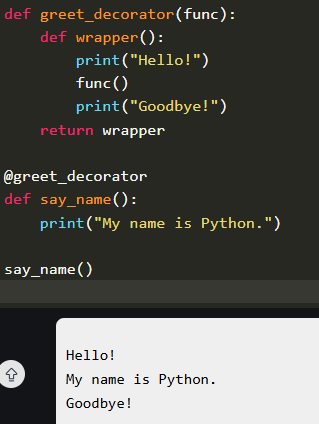 def greet_decorator(func):
    def wrapper():
        print("Hello!")
        func()
        print("Goodbye!")
    return wrapper

@greet_decorator
def say_name():
    print("My name is Python.")

say_name()

Hello!
My name is Python.
Goodbye!